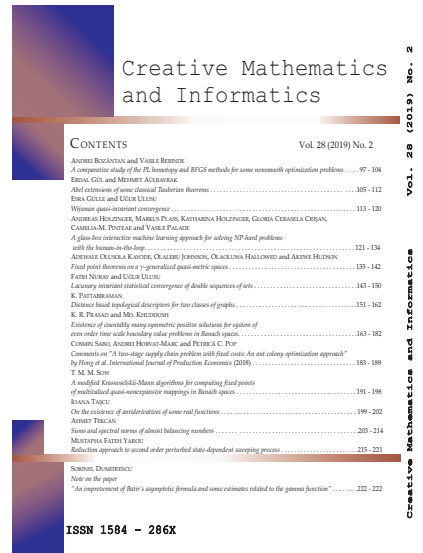 Creative Mathematics
and Informatics
CONTENTS Vol. 28 (2019) No. 2
ANDREI BOZÂNTAN and VASILE BERINDE
A comparative study of the PL homotopy and BFGS methods for some nonsmooth optimization problems ....97 - 104
ERDAL GÜL and MEHMET AÜLBAYRAK
Abel extensions of some classical Tauberian theorems ....105 - 112
ESRA GÜLLE and UĞUR ULUSU
Wijsman quasi-invariant convergence ....113 - 120
ANDREAS HOLZINGER, MARKUS PLASS, KATHARINA HOLZINGER, GLORIA CERASELA CRIŞAN,
CAMELIA-M. PINTEAE and VASILE PALADE
A glass-box interactive machine learning approach for solving NP-hard problems
with the human-in-the-loop....121 - 134
ADEWALE OLUSOLA KAYODE, OLALERU JOHNSON, OLAOLUWA HALLOWED and AKEWE HUDSON
Fixed point theorems on a γ-generalized quasi-metric spaces ....135 - 142
FATIH NURAY and UĞUR ULUSU
Lacunary invariant statistical convergence of double sequences of sets ....143 - 150
K. PATTABIRAMAN
Distance based topological descriptors for two classes of graphs ....151 - 162
K. R. PRASAD and MD. KHUDDUSH
Existence of countably many symmetric positive solutions for system of
even order time scale boundary value problems in Banach spaces....163 - 182
COSMIN SABO, ANDREI HORVAT-MARC and PETRICĂ C. POP
Comments on "A two-stage supply chain problem with fixed costs: An ant colony optimization approach"
by Hong et al. International Journal of Production Economics (2018) ....183 - 189
T. M. M. SOW
A modified Krasnoselskii-Mann algorithms for computing fixed points
of multivalued quasi-nonexpansive mappings in Banach spaces ....191 - 198
IOANA TAŞCU
On the existence of antiderivatives of some real functions ....199 - 202
AHMET TEKCAN
Sums and spectral norms of almost balancing numbers ....203 - 214
MUSTAPHA FATEH YAROU
Reduction approach to second order perturbed state-dependent sweeping process ....215 - 221
SORINEL DUMITRESCU
Note on the paper
"An improvement of Batir's asymptotic formula and some estimates related to the gamma function" ....222 - 222
ISSN 1584 - 286X
Creative Mathematics and Informatics Vol. 28 (2019) No. 2